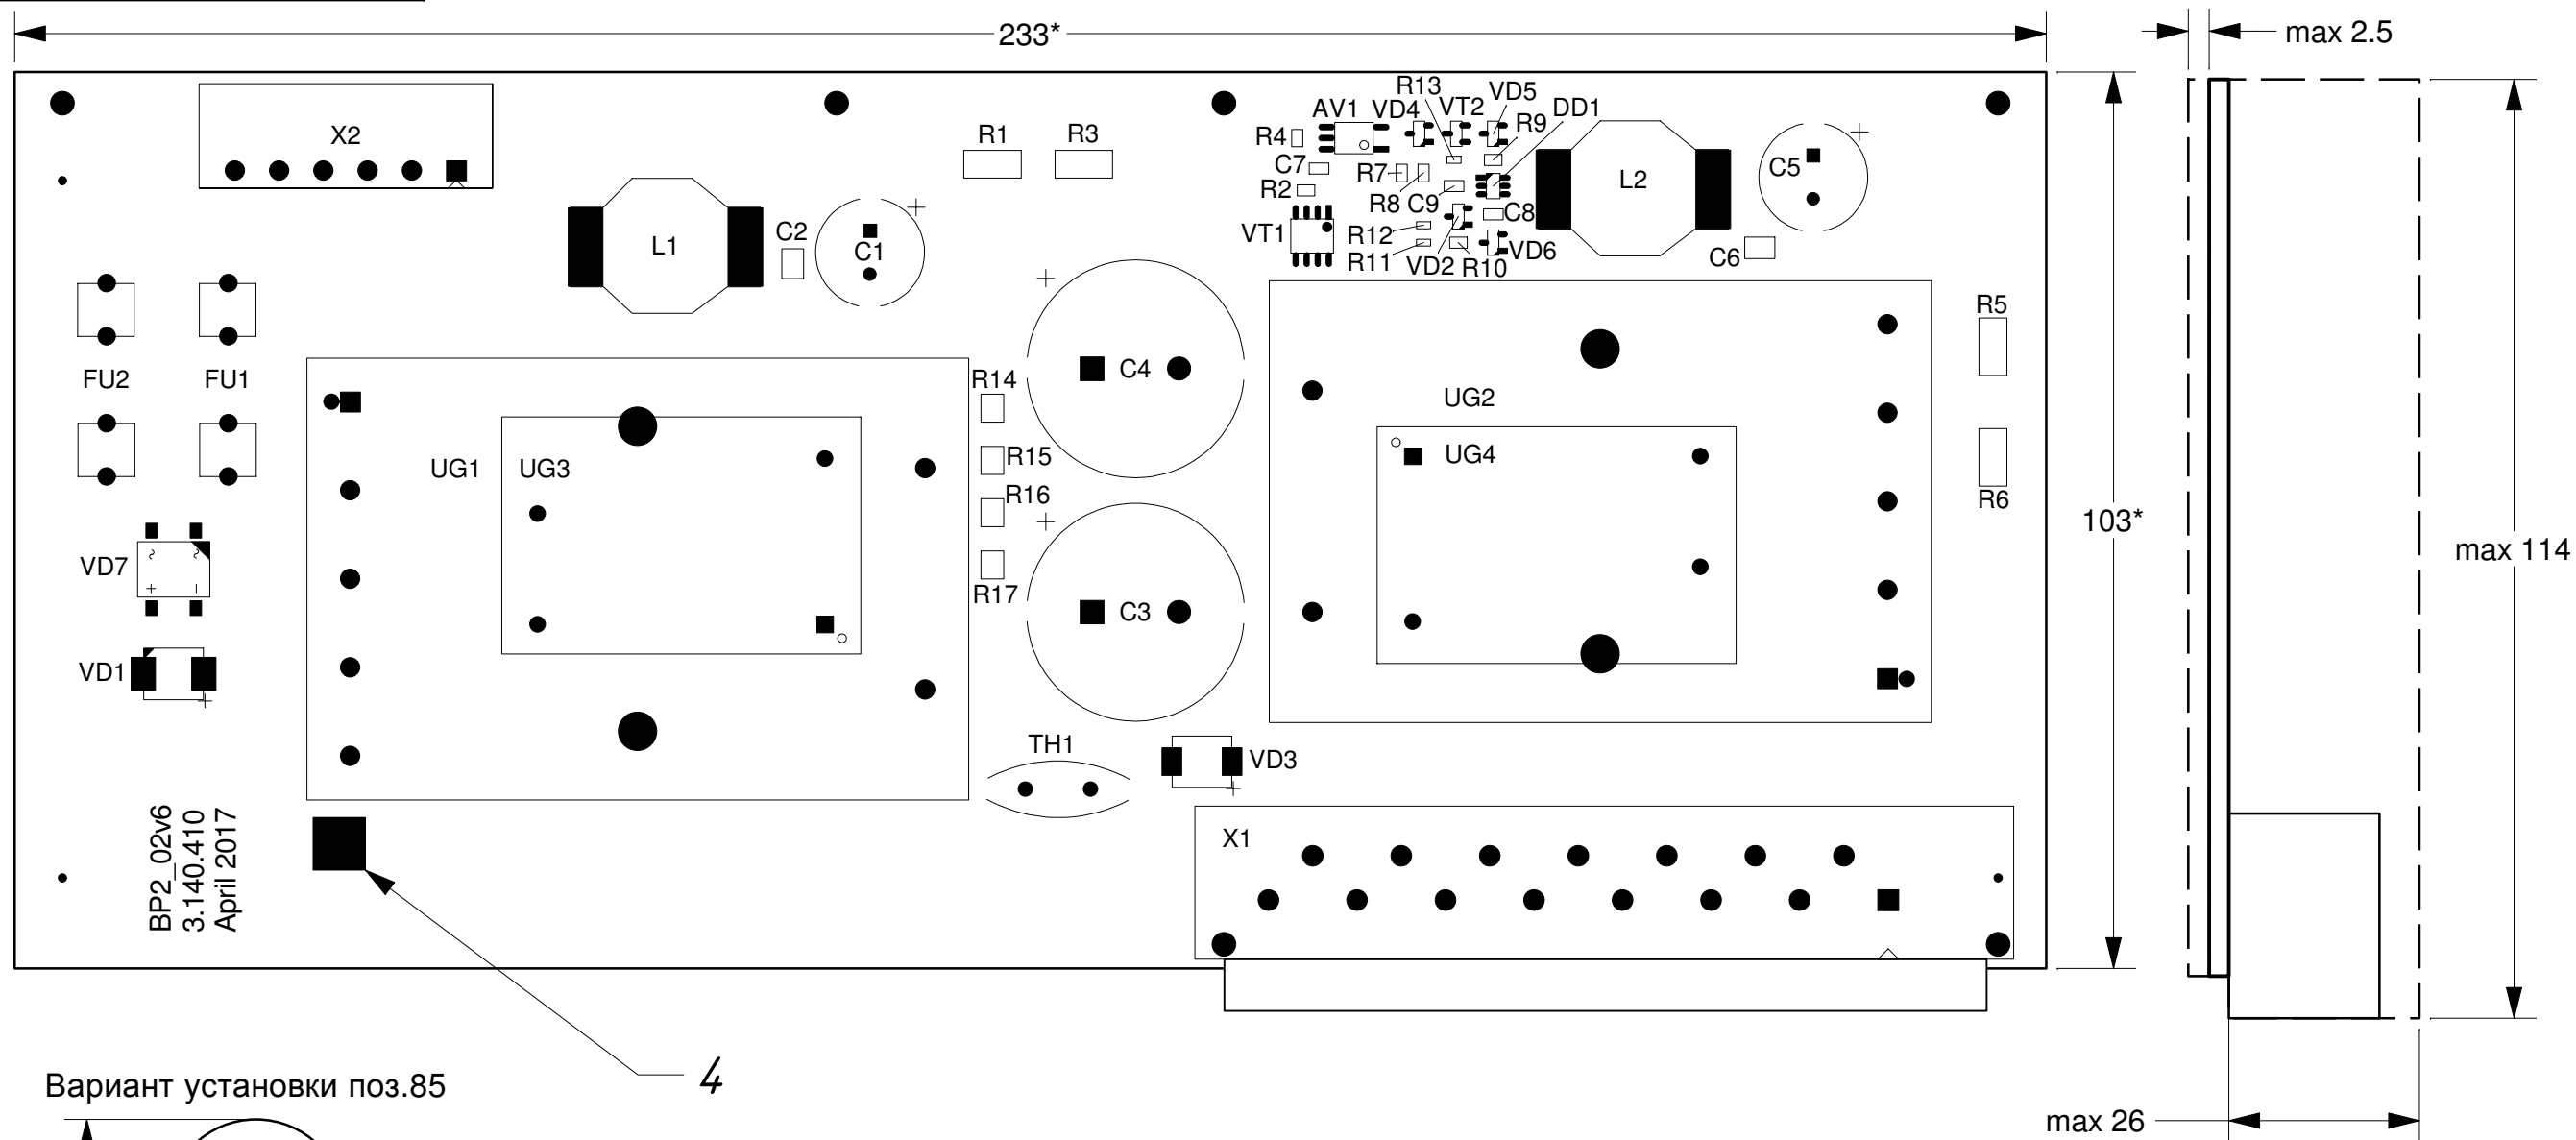 233*
max 2.5
X2
R1
R3
R13
VD5
AV1
VD4
VT2
DD1
R9
R4
C7
R2
R7
R8
C9
C8
VT1
R12
R11
VD2
R10
VD6
L2
C5
C6
L1
C2
C1
FU2
FU1
R14
C4
UG2
R5
UG1
UG3
R15
UG4
R16
R6
103*
max 114
VD7
R17
C3
VD1
TH1
VD3
X1
BP2_02v6
3.140.410
April 2017
4
Вариант установки поз.85
max 26
~ ~
+ −
+
+
+
+
+
+